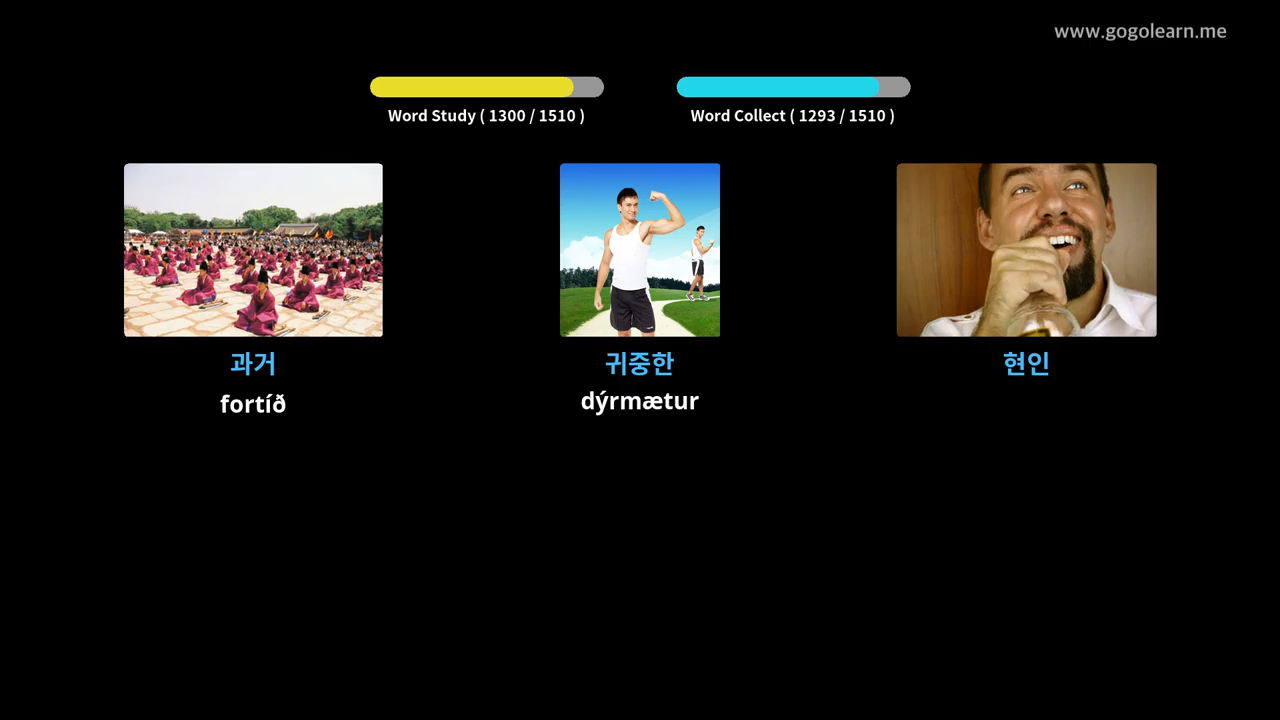 www.gogolearn.me
Word Study ( 1300 / 1510 )
Word Collect ( 1293 / 1510 )
과거
귀중한
현인
fortíð
dýrmætur